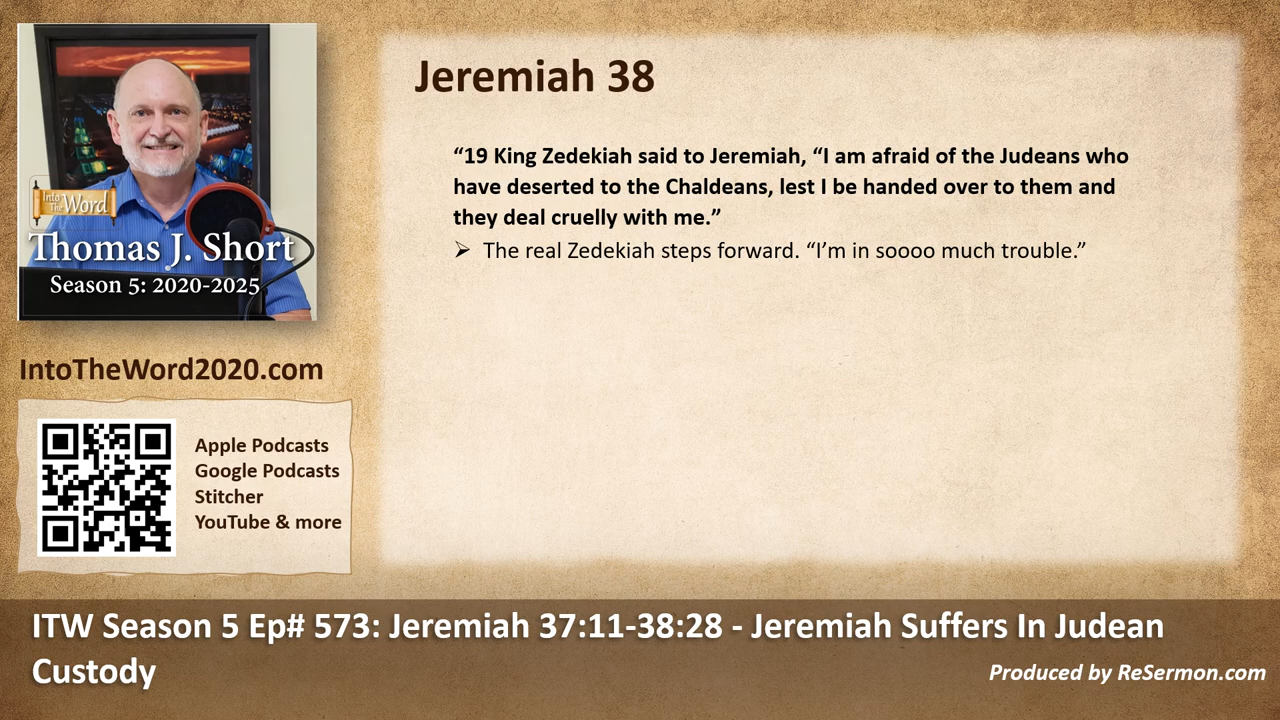 Into
The Word
Thomas J. Short
Season 5: 2020-2025
IntoTheWord2020.com
Apple Podcasts
Google Podcasts
Stitcher
YouTube & more
Jeremiah 38
“19 King Zedekiah said to Jeremiah, “I am afraid of the Judeans who
have deserted to the Chaldeans, lest I be handed over to them and
they deal cruelly with me.”
➢ The real Zedekiah steps forward. “I’m in soooo much trouble.”
ITW Season 5 Ep# 573: Jeremiah 37:11-38:28 - Jeremiah Suffers In Judean
Custody
Produced by ReSermon.com